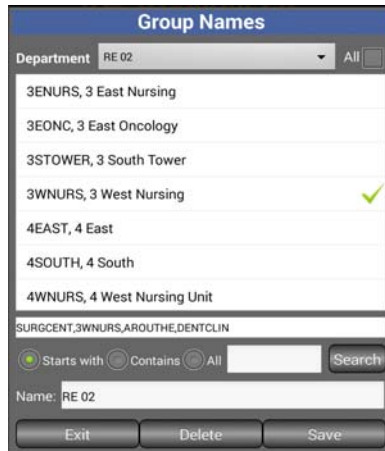 Group Names
Department RE 02 All
3ENURS, 3 East Nursing
3EONC, 3 East Oncology
3STOWER, 3 South Tower
3WNURS, 3 West Nursing
4EAST, 4 East
4SOUTH, 4 South
4WNURS, 4 West Nursing Unit
SURGCENT,3WNURS,AROUTHE,DENTCLIN
Starts with Contains All Search
Name: RE 02
Exit Delete Save